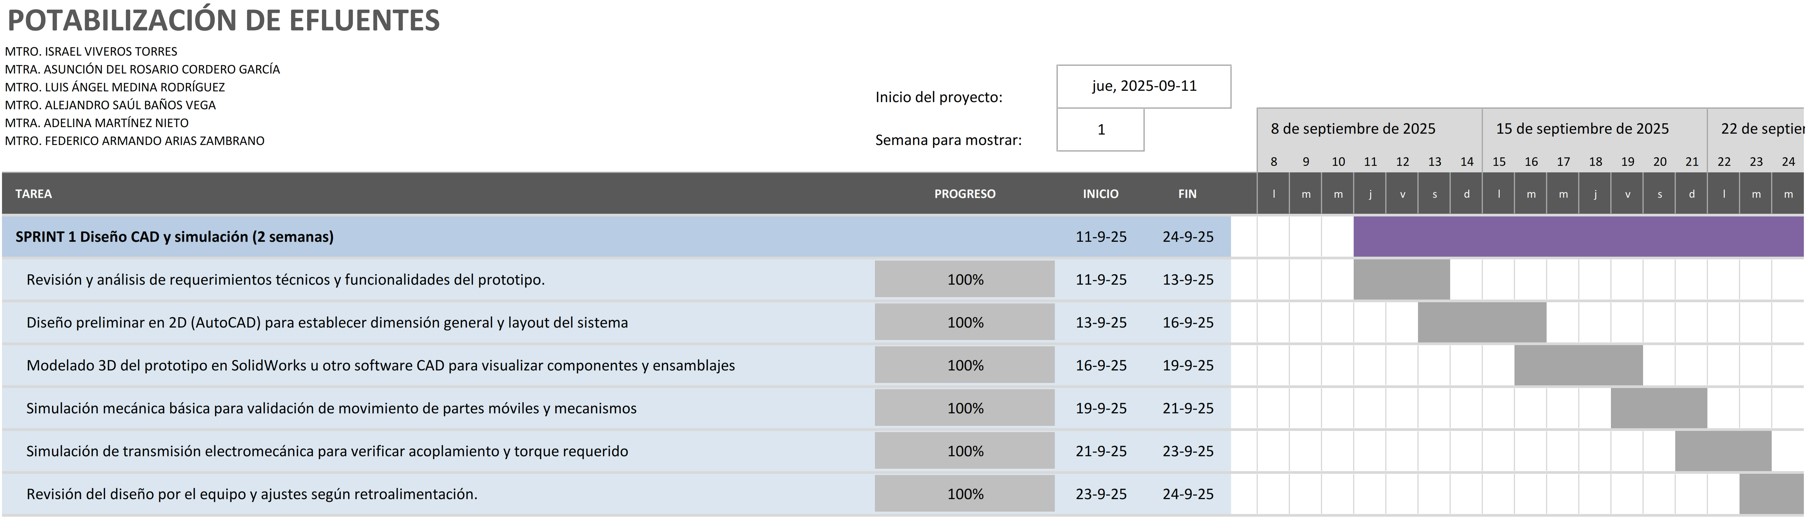 POTABILIZACIÓN DE EFLUENTES
MTRO. ISRAEL VIVEROS TORRES
MTRA. ASUNCIÓN DEL ROSARIO CORDERO GARCÍA
MTRO. LUIS ÁNGEL MEDINA RODRÍGUEZ
MTRO. ALEJANDRO SAÚL BAÑOS VEGA
MTRA. ADELINA MARTÍNEZ NIETO
MTRO. FEDERICO ARMANDO ARIAS ZAMBRANO
Inicio del proyecto: jue, 2025-09-11
Semana para mostrar: 1
8 de septiembre de 2025 15 de septiembre de 2025 22 de septier
8 9 10 11 12 13 14 15 16 17 18 19 20 21 22 23 24
TAREA PROGRESO INICIO FIN l m m j v s d l m m j v s d l m m
SPRINT 1 Diseño CAD y simulación (2 semanas) 11-9-25 24-9-25
Revisión y análisis de requerimientos técnicos y funcionalidades del prototipo. 100% 11-9-25 13-9-25
Diseño preliminar en 2D (AutoCAD) para establecer dimensión general y layout del sistema 100% 13-9-25 16-9-25
Modelado 3D del prototipo en SolidWorks u otro software CAD para visualizar componentes y ensamblajes 100% 16-9-25 19-9-25
Simulación mecánica básica para validación de movimiento de partes móviles y mecanismos 100% 19-9-25 21-9-25
Simulación de transmisión electromecánica para verificar acoplamiento y torque requerido 100% 21-9-25 23-9-25
Revisión del diseño por el equipo y ajustes según retroalimentación. 100% 23-9-25 24-9-25